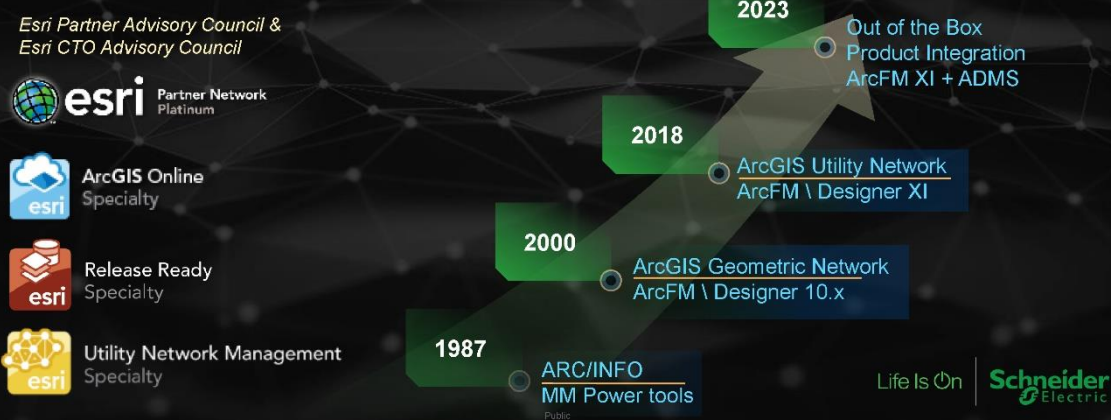 Esri Partner Advisory Council &
Esri CTO Advisory Council
esri Partner Network
Platinum
ArcGIS Online
Specialty
esri
Release Ready
Specialty
esri
Utility Network Management
Specialty
esri
2023
Out of the Box
Product Integration
ArcFM XI + ADMS
2018
ArcGIS Utility Network
ArcFM \ Designer XI
2000
ArcGIS Geometric Network
ArcFM \ Designer 10.x
1987
ARC/INFO
MM Power tools
Public
Life Is On
Schneider
Electric